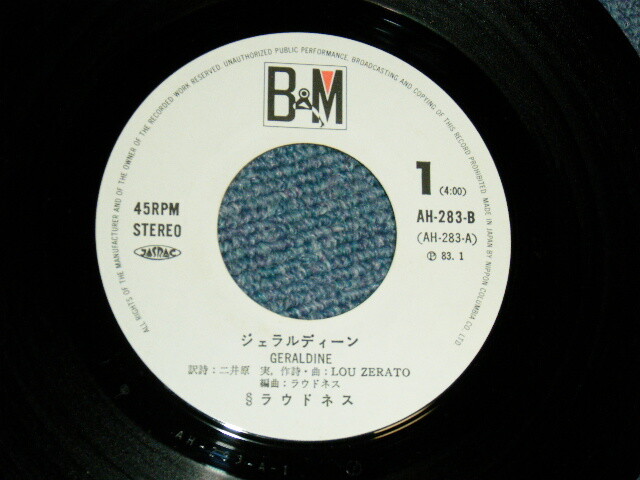 ALL RIGHTS OF THE MANUFACTURER AND OF THE OWNER OF THE RECORDED WORK RESERVED. UNAUTHORIZED PUBLIC PERFORMANCE, BROADCASTING AND COPYING OF THIS RECORD PROHIBITED MADE IN JAPAN BY NIPPON COLUMBIA CO., LTD
B&M
1 (4:00)
45RPM
STEREO
JASRAC
AH-283-B
(AH-283-A)
Ⓟ 83. 1
ジェラルディーン
GERALDINE
訳詩：二井原 実，作詩・曲：LOU ZERATO
編曲：ラウドネス
§ラウドネス